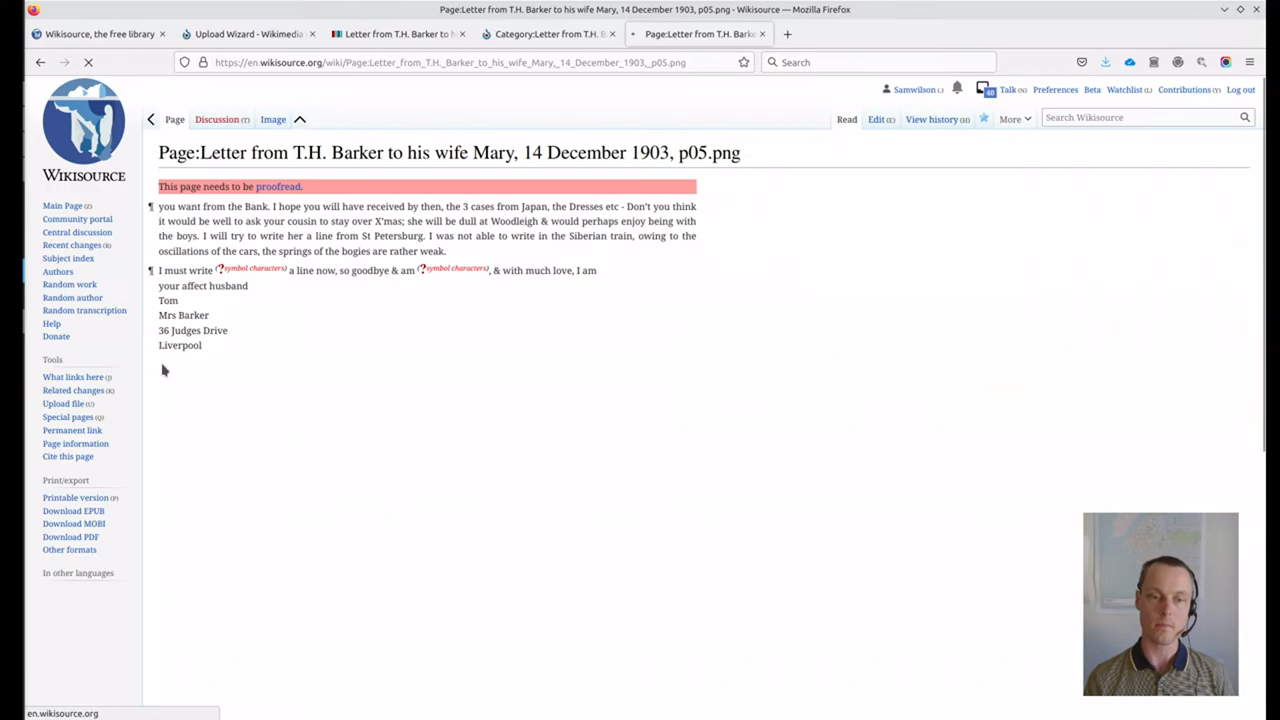 Page:Letter from T.H. Barker to his wife Mary, 14 December 1903, p05.png - Wikisource — Mozilla Firefox
Wikisource, the free library
Upload Wizard - Wikimedia
Letter from T.H. Barker to h
Category:Letter from T.H. B
Page:Letter from T.H. Barke
https://en.wikisource.org/wiki/Page:Letter_from_T.H._Barker_to_his_wife_Mary,_14_December_1903,_p05.png
Search
Samwilson (.)
40
Talk (N)
Preferences
Beta
Watchlist (L)
Contributions (Y)
Log out
Page
Discussion (T)
Image
Read
Edit (E)
View history (H)
More
Search Wikisource
WIKISOURCE
Page:Letter from T.H. Barker to his wife Mary, 14 December 1903, p05.png
This page needs to be proofread.
¶ you want from the Bank. I hope you will have received by then, the 3 cases from Japan, the Dresses etc - Don't you think
it would be well to ask your cousin to stay over X'mas; she will be dull at Woodleigh & would perhaps enjoy being with
the boys. I will try to write her a line from St Petersburg. I was not able to write in the Siberian train, owing to the
oscillations of the cars, the springs of the bogies are rather weak.
¶ I must write (?symbol characters) a line now, so goodbye & am (?symbol characters), & with much love, I am
your affect husband
Tom
Mrs Barker
36 Judges Drive
Liverpool
Main Page (Z)
Community portal
Central discussion
Recent changes (R)
Subject index
Authors
Random work
Random author
Random transcription
Help
Donate
Tools
What links here (J)
Related changes (K)
Upload file (U)
Special pages (Q)
Permanent link
Page information
Cite this page
Print/export
Printable version (P)
Download EPUB
Download MOBI
Download PDF
Other formats
In other languages
en.wikisource.org